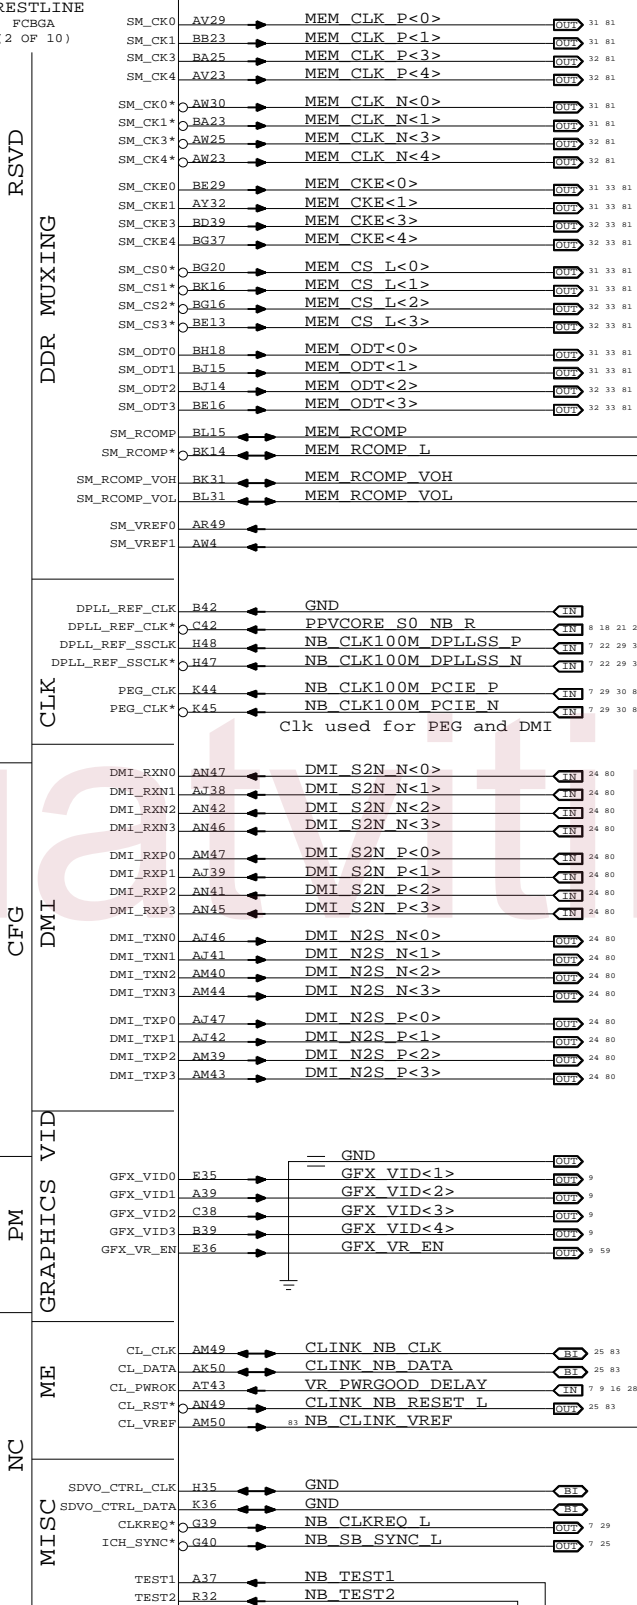 RESTLINE
FCBGA
(2 OF 10)
RSVD
DDR MUXING
SM_CK0 AV29 MEM_CLK_P<0> OUT 31 81
SM_CK1 BB23 MEM_CLK_P<1> OUT 31 81
SM_CK3 BA25 MEM_CLK_P<3> OUT 32 81
SM_CK4 AV23 MEM_CLK_P<4> OUT 32 81
SM_CK0* AW30 MEM_CLK_N<0> OUT 31 81
SM_CK1* BA23 MEM_CLK_N<1> OUT 31 81
SM_CK3* AW25 MEM_CLK_N<3> OUT 32 81
SM_CK4* AW23 MEM_CLK_N<4> OUT 32 81
SM_CKE0 BE29 MEM_CKE<0> OUT 31 33 81
SM_CKE1 AY32 MEM_CKE<1> OUT 31 33 81
SM_CKE3 BD39 MEM_CKE<3> OUT 32 33 81
SM_CKE4 BG37 MEM_CKE<4> OUT 32 33 81
SM_CS0* BG20 MEM_CS_L<0> OUT 31 33 81
SM_CS1* BK16 MEM_CS_L<1> OUT 31 33 81
SM_CS2* BG16 MEM_CS_L<2> OUT 32 33 81
SM_CS3* BE13 MEM_CS_L<3> OUT 32 33 81
SM_ODT0 BH18 MEM_ODT<0> OUT 31 33 81
SM_ODT1 BJ15 MEM_ODT<1> OUT 31 33 81
SM_ODT2 BJ14 MEM_ODT<2> OUT 32 33 81
SM_ODT3 BE16 MEM_ODT<3> OUT 32 33 81
SM_RCOMP BL15 MEM_RCOMP
SM_RCOMP* BK14 MEM_RCOMP_L
SM_RCOMP_VOH BK31 MEM_RCOMP_VOH
SM_RCOMP_VOL BL31 MEM_RCOMP_VOL
SM_VREF0 AR49
SM_VREF1 AW4
CLK
DPLL_REF_CLK B42 GND IN
DPLL_REF_CLK* C42 PPVCORE_S0_NB_R IN 8 18 21 2
DPLL_REF_SSCLK H48 NB_CLK100M_DPLLSS_P IN 7 22 29 3
DPLL_REF_SSCLK* H47 NB_CLK100M_DPLLSS_N IN 7 22 29 3
PEG_CLK K44 NB_CLK100M_PCIE_P IN 7 29 30 8
PEG_CLK* K45 NB_CLK100M_PCIE_N IN 7 29 30 8
Clk used for PEG and DMI
CFG
DMI
DMI_RXN0 AN47 DMI_S2N_N<0> IN 24 80
DMI_RXN1 AJ38 DMI_S2N_N<1> IN 24 80
DMI_RXN2 AN42 DMI_S2N_N<2> IN 24 80
DMI_RXN3 AN46 DMI_S2N_N<3> IN 24 80
DMI_RXP0 AM47 DMI_S2N_P<0> IN 24 80
DMI_RXP1 AJ39 DMI_S2N_P<1> IN 24 80
DMI_RXP2 AN41 DMI_S2N_P<2> IN 24 80
DMI_RXP3 AN45 DMI_S2N_P<3> IN 24 80
DMI_TXN0 AJ46 DMI_N2S_N<0> OUT 24 80
DMI_TXN1 AJ41 DMI_N2S_N<1> OUT 24 80
DMI_TXN2 AM40 DMI_N2S_N<2> OUT 24 80
DMI_TXN3 AM44 DMI_N2S_N<3> OUT 24 80
DMI_TXP0 AJ47 DMI_N2S_P<0> OUT 24 80
DMI_TXP1 AJ42 DMI_N2S_P<1> OUT 24 80
DMI_TXP2 AM39 DMI_N2S_P<2> OUT 24 80
DMI_TXP3 AM43 DMI_N2S_P<3> OUT 24 80
PM
GRAPHICS VID
GND OUT
GFX_VID0 E35 GFX_VID<1> OUT 9
GFX_VID1 A39 GFX_VID<2> OUT 9
GFX_VID2 C38 GFX_VID<3> OUT 9
GFX_VID3 B39 GFX_VID<4> OUT 9
GFX_VR_EN E36 GFX_VR_EN OUT 9 59
ME
CL_CLK AM49 CLINK_NB_CLK BI 25 83
CL_DATA AK50 CLINK_NB_DATA BI 25 83
CL_PWROK AT43 VR_PWRGOOD_DELAY IN 7 9 16 28
CL_RST* AN49 CLINK_NB_RESET_L OUT 25 83
CL_VREF AM50 83 NB_CLINK_VREF
NC
MISC
SDVO_CTRL_CLK H35 GND BI
SDVO_CTRL_DATA K36 GND BI
CLKREQ* G39 NB_CLKREQ_L OUT 7 29
ICH_SYNC* G40 NB_SB_SYNC_L OUT 7 25
TEST1 A37 NB_TEST1
TEST2 R32 NB_TEST2